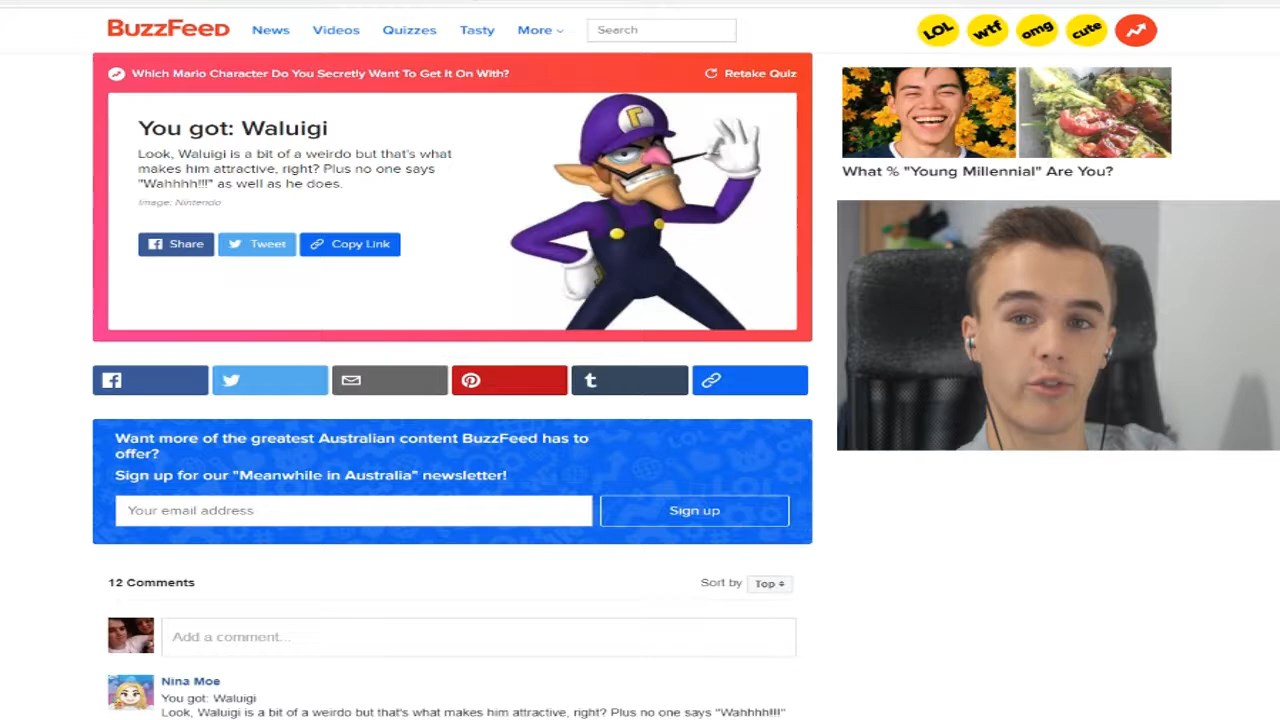 BuzzFeed News Videos Quizzes Tasty More Search LOL wtf omg cute
Which Mario Character Do You Secretly Want To Get It On With? Retake Quiz
You got: Waluigi
Look, Waluigi is a bit of a weirdo but that's what
makes him attractive, right? Plus no one says
"Wahhhh!!!" as well as he does.
Image: Nintendo
Share Tweet Copy Link
What % "Young Millennial" Are You?
Want more of the greatest Australian content BuzzFeed has to
offer?
Sign up for our "Meanwhile in Australia" newsletter!
Your email address Sign up
12 Comments Sort by Top
Add a comment...
Nina Moe
You got: Waluigi
Look, Waluigi is a bit of a weirdo but that's what makes him attractive, right? Plus no one says "Wahhhh!!!"